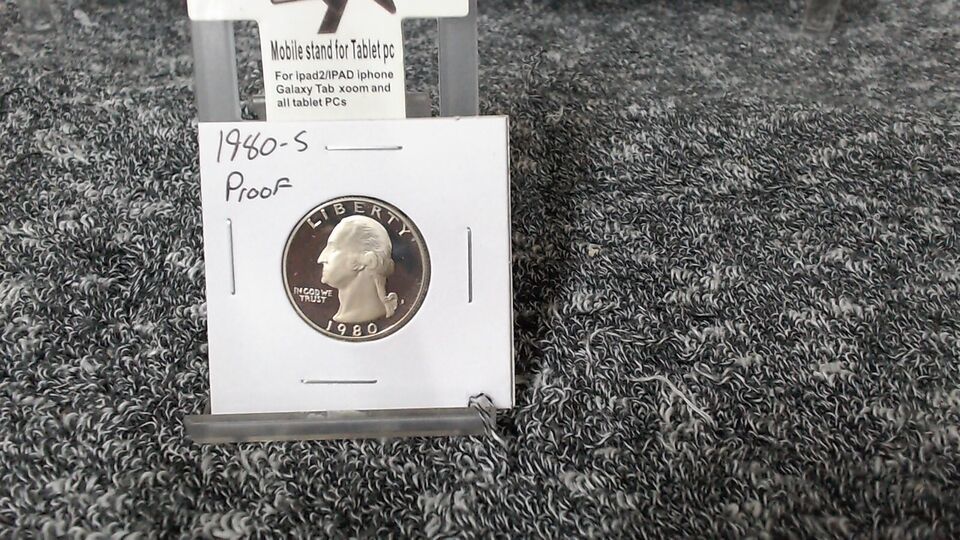 Mobile stand for Tablet pc
For ipad2/IPAD iphone
Galaxy Tab xoom and
all tablet PCs
1980-S
Proof
LIBERTY
IN GOD WE
TRUST
S
1980